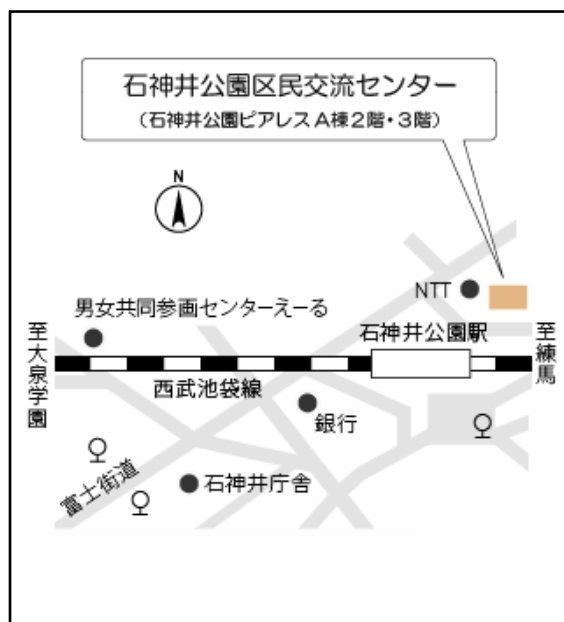 石神井公園区民交流センター
(石神井公園ピアレスA棟2階・3階)
N
NTT
男女共同参画センターえーる
石神井公園駅
至大泉学園
至練馬
西武池袋線
銀行
富士街道
石神井庁舎